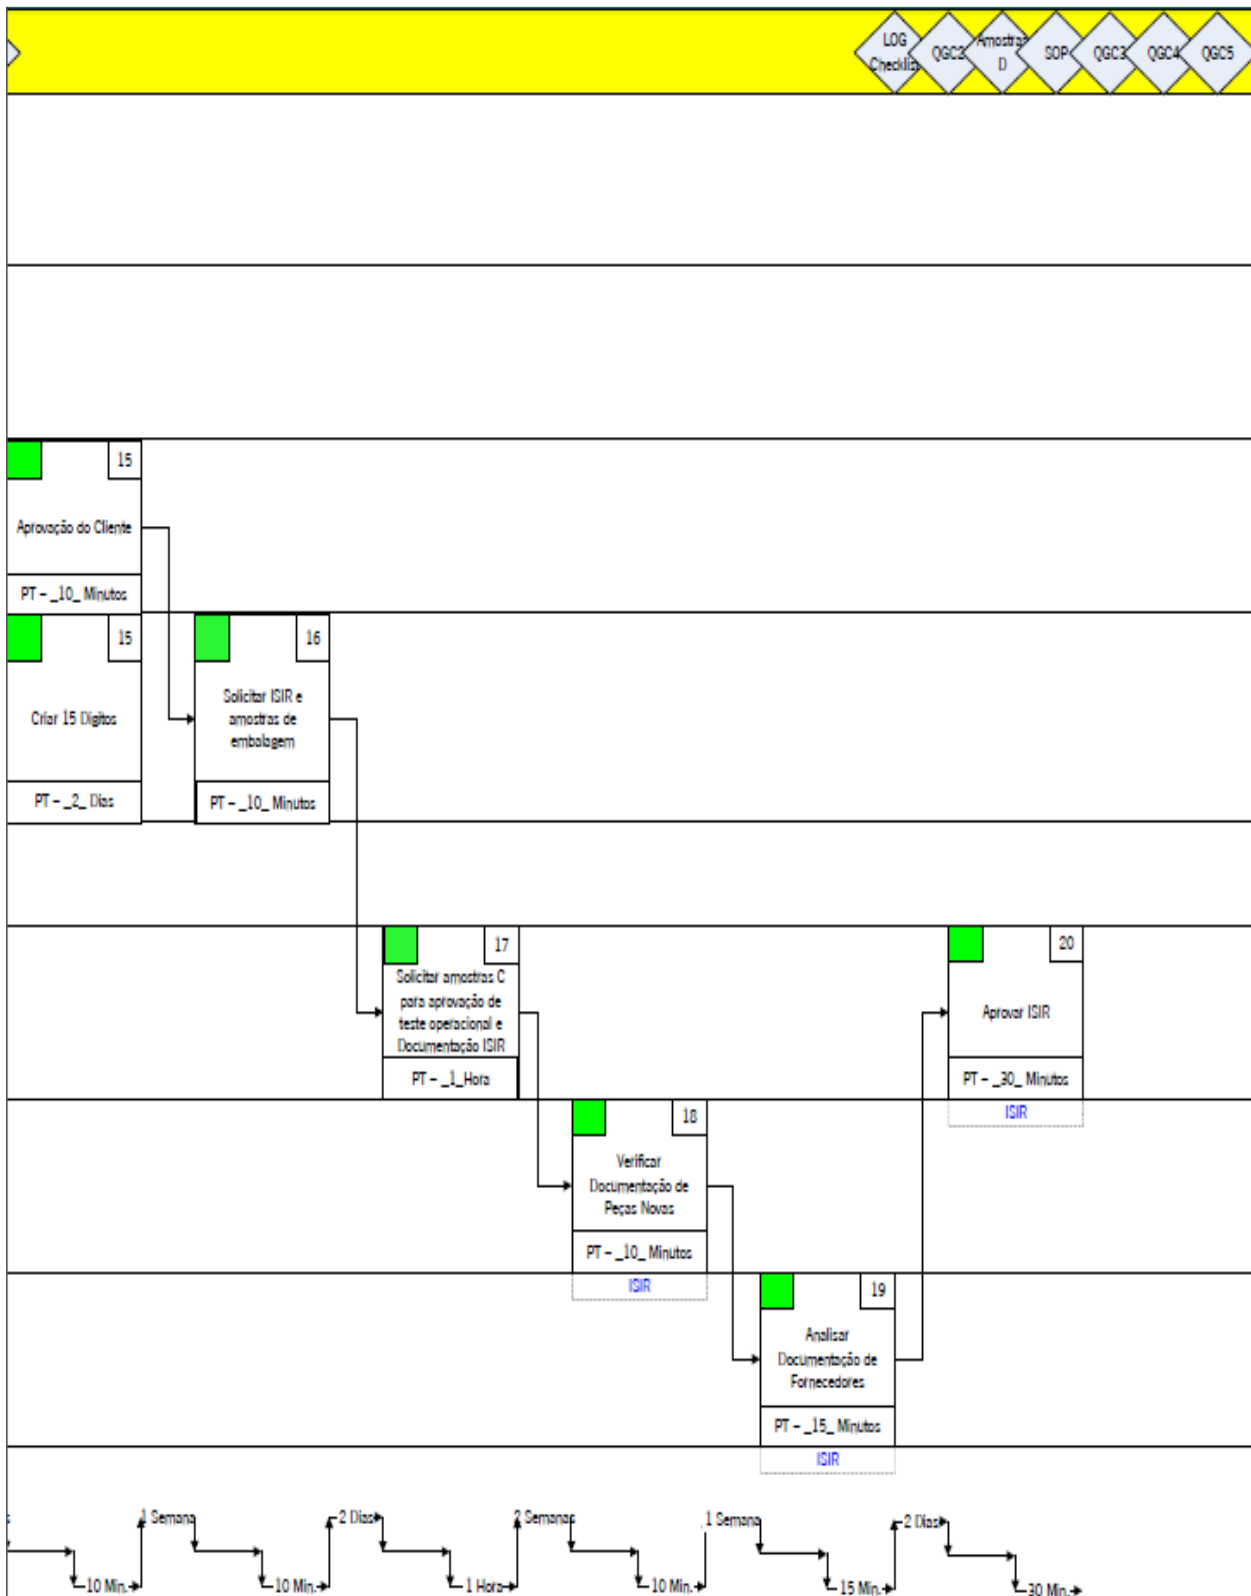 LOG
Checklis
QGC2
Amostras
D
SOP
QGC3
QGC4
QGC5
15
Aprovação do Cliente
PT – _10_ Minutos
15
Criar 15 Dígitos
PT – _2_ Dias
16
Solicitar ISIR e
amostras de
embalagem
PT – _10_ Minutos
17
Solicitar amostras C
para aprovação de
teste operacional e
Documentação ISIR
PT – _1_Hora
20
Aprovar ISIR
PT – _30_ Minutos
ISIR
18
Verificar
Documentação de
Peças Novas
PT – _10_ Minutos
ISIR
19
Analisar
Documentação de
Fornecedores
PT – _15_ Minutos
ISIR
1 Semana
2 Dias
2 Semanas
1 Semana
2 Dias
10 Min.
10 Min.
1 Hora
10 Min.
15 Min.
30 Min.